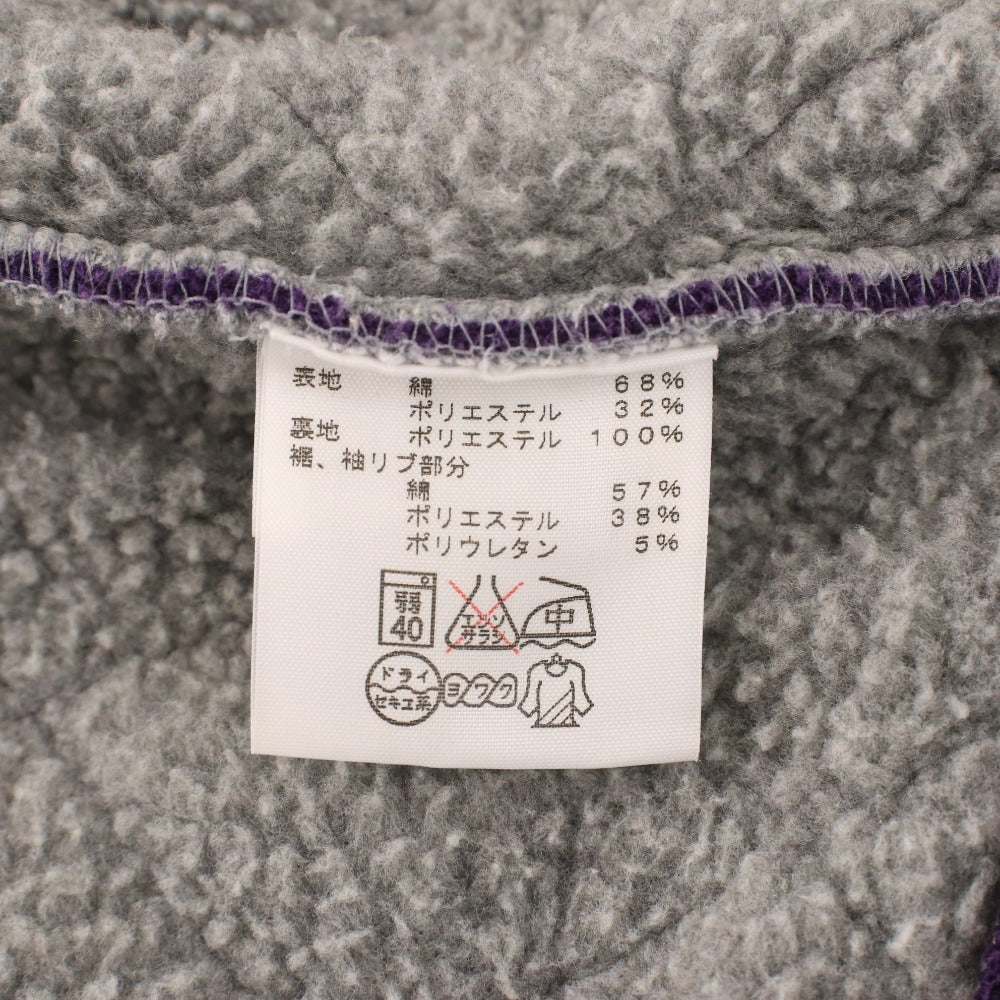 表地 綿 68%
ポリエステル 32%
裏地 ポリエステル 100%
裾、袖リブ部分
綿 57%
ポリエステル 38%
ポリウレタン 5%
弱
40
エンソ
サラシ
中
ドライ
セキユ系
ヨワク